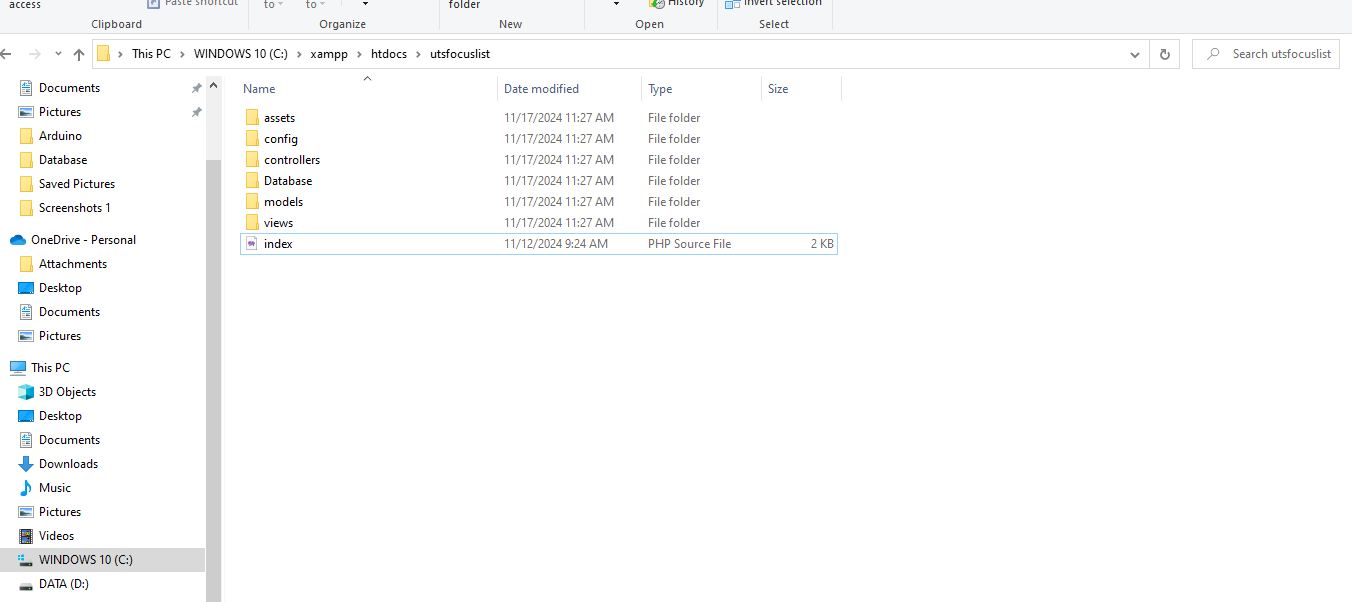 access
Paste shortcut
to
to
folder
History
Invert selection
Clipboard
Organize
New
Open
Select
This PC
WINDOWS 10 (C:)
xampp
htdocs
utsfocuslist
Search utsfocuslist
Documents
Pictures
Arduino
Database
Saved Pictures
Screenshots 1
OneDrive - Personal
Attachments
Desktop
Documents
Pictures
This PC
3D Objects
Desktop
Documents
Downloads
Music
Pictures
Videos
WINDOWS 10 (C:)
DATA (D:)
Name Date modified Type Size
assets 11/17/2024 11:27 AM File folder
config 11/17/2024 11:27 AM File folder
controllers 11/17/2024 11:27 AM File folder
Database 11/17/2024 11:27 AM File folder
models 11/17/2024 11:27 AM File folder
views 11/17/2024 11:27 AM File folder
index 11/12/2024 9:24 AM PHP Source File 2 KB